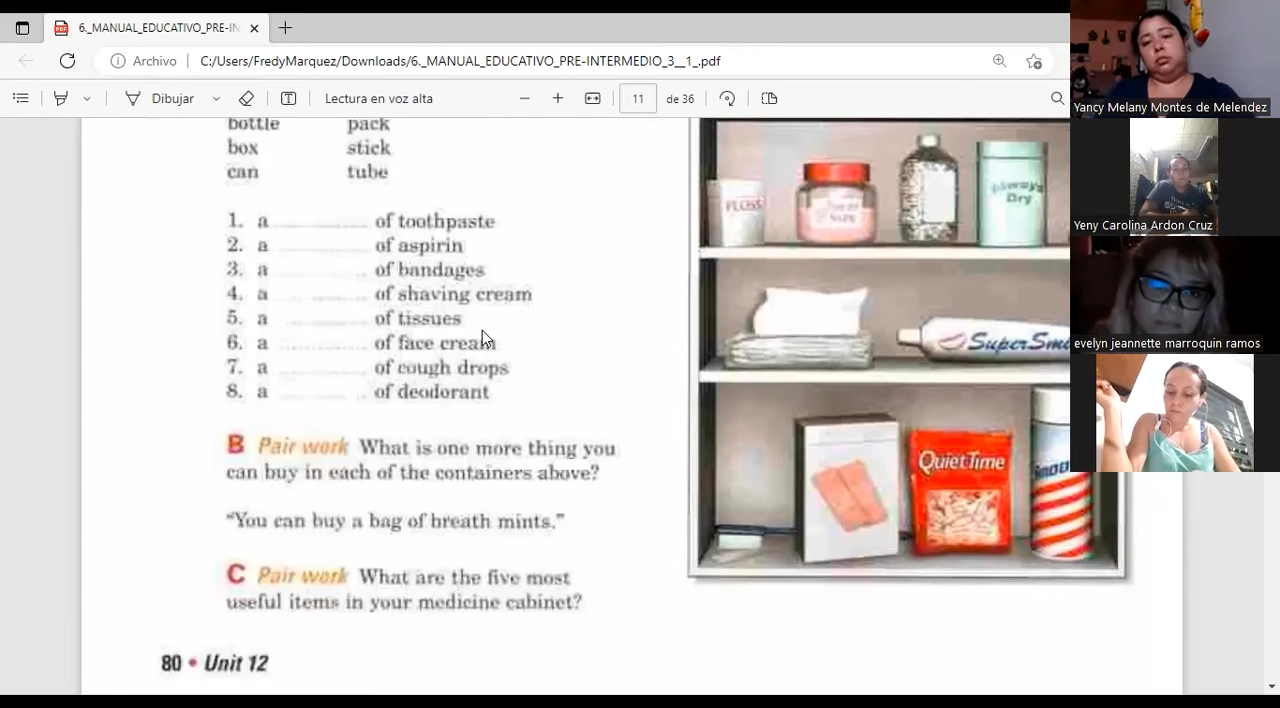 6._MANUAL_EDUCATIVO_PRE-IN
Archivo
C:/Users/FredyMarquez/Downloads/6._MANUAL_EDUCATIVO_PRE-INTERMEDIO_3__1_.pdf
Dibujar
Lectura en voz alta
11
de 36
bottle pack
box stick
can tube
1. a of toothpaste
2. a of aspirin
3. a of bandages
4. a of shaving cream
5. a of tissues
6. a of face cream
7. a of cough drops
8. a of deodorant
B Pair work What is one more thing you
can buy in each of the containers above?
"You can buy a bag of breath mints."
C Pair work What are the five most
useful items in your medicine cabinet?
80 • Unit 12
FLOSS
Always
Dry
QuietTime
Yancy Melany Montes de Melendez
Yeny Carolina Ardon Cruz
evelyn jeannette marroquin ramos